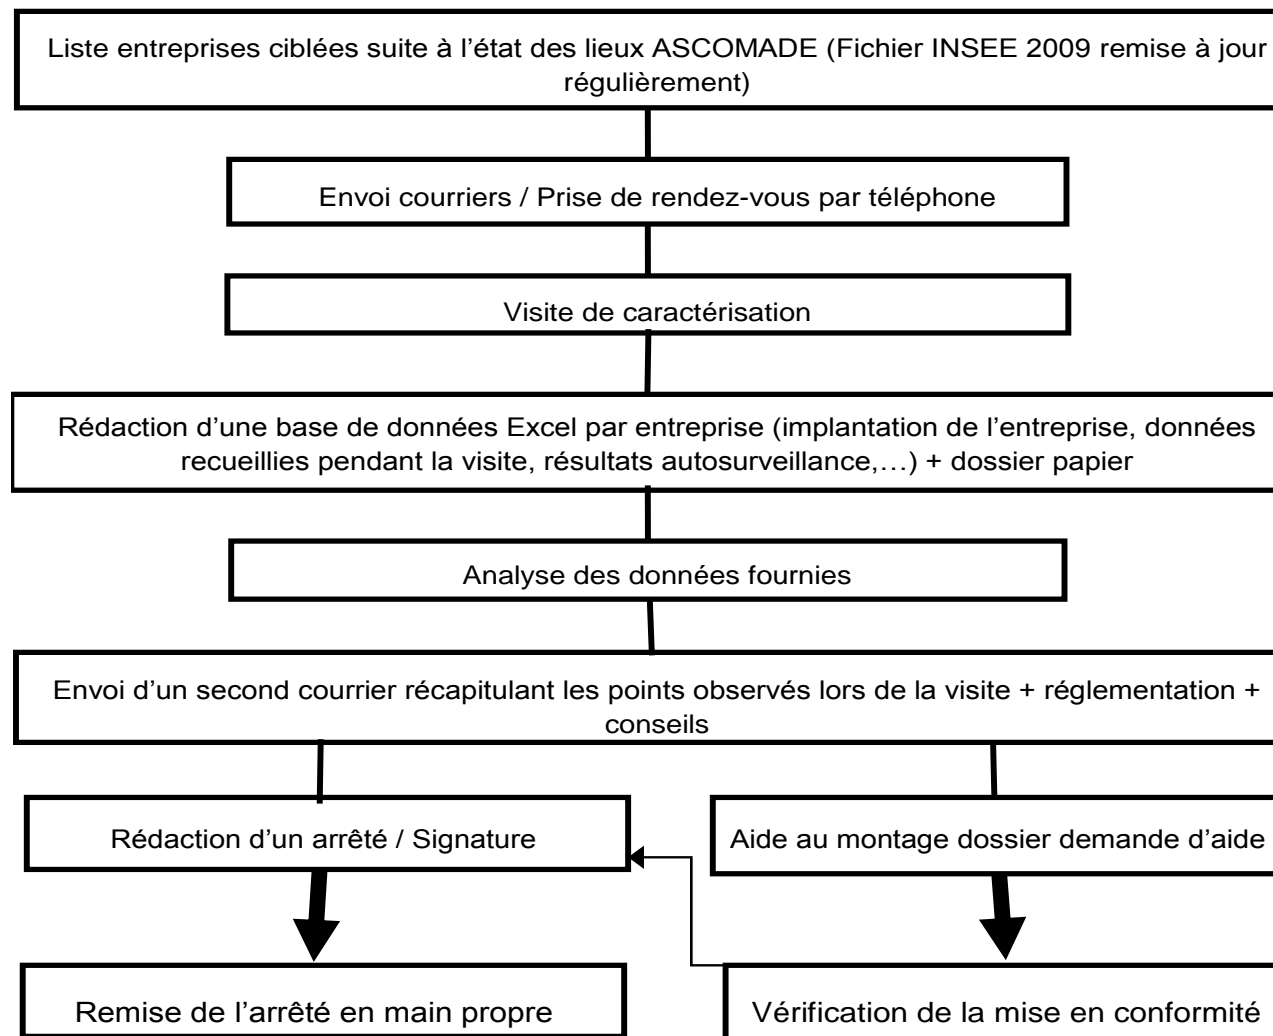 Liste entreprises ciblées suite à l’état des lieux ASCOMADE (Fichier INSEE 2009 remise à jour
régulièrement)
Envoi courriers / Prise de rendez-vous par téléphone
Visite de caractérisation
Rédaction d’une base de données Excel par entreprise (implantation de l’entreprise, données
recueillies pendant la visite, résultats autosurveillance,…) + dossier papier
Analyse des données fournies
Envoi d’un second courrier récapitulant les points observés lors de la visite + réglementation +
conseils
Rédaction d’un arrêté / Signature
Aide au montage dossier demande d’aide
Remise de l’arrêté en main propre
Vérification de la mise en conformité